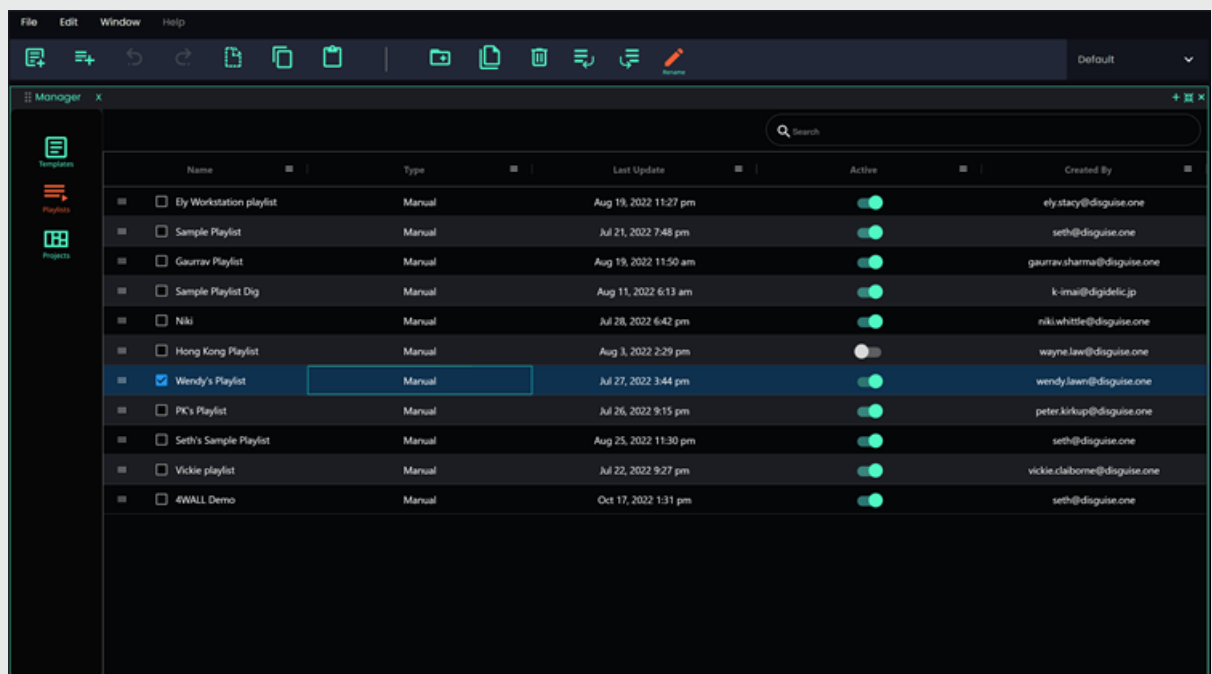 File Edit Window Help
Rename
Default
Manager X
Search
Templates
Playlists
Projects
Name Type Last Update Active Created By
Ely Workstation playlist Manual Aug 19, 2022 11:27 pm ely.stacy@disguise.one
Sample Playlist Manual Jul 21, 2022 7:48 pm seth@disguise.one
Gaurrav Playlist Manual Aug 19, 2022 11:50 am gaurrav.sharma@disguise.one
Sample Playlist Dig Manual Aug 11, 2022 6:13 am k-imai@digidelic.jp
Niki Manual Jul 28, 2022 6:42 pm niki.whittle@disguise.one
Hong Kong Playlist Manual Aug 3, 2022 2:29 pm wayne.law@disguise.one
Wendy's Playlist Manual Jul 27, 2022 3:44 pm wendy.lawn@disguise.one
PK's Playlist Manual Jul 26, 2022 9:15 pm peter.kirkup@disguise.one
Seth's Sample Playlist Manual Aug 25, 2022 11:30 pm seth@disguise.one
Vickie playlist Manual Jul 22, 2022 9:27 pm vickie.claiborne@disguise.one
4WALL Demo Manual Oct 17, 2022 1:31 pm seth@disguise.one